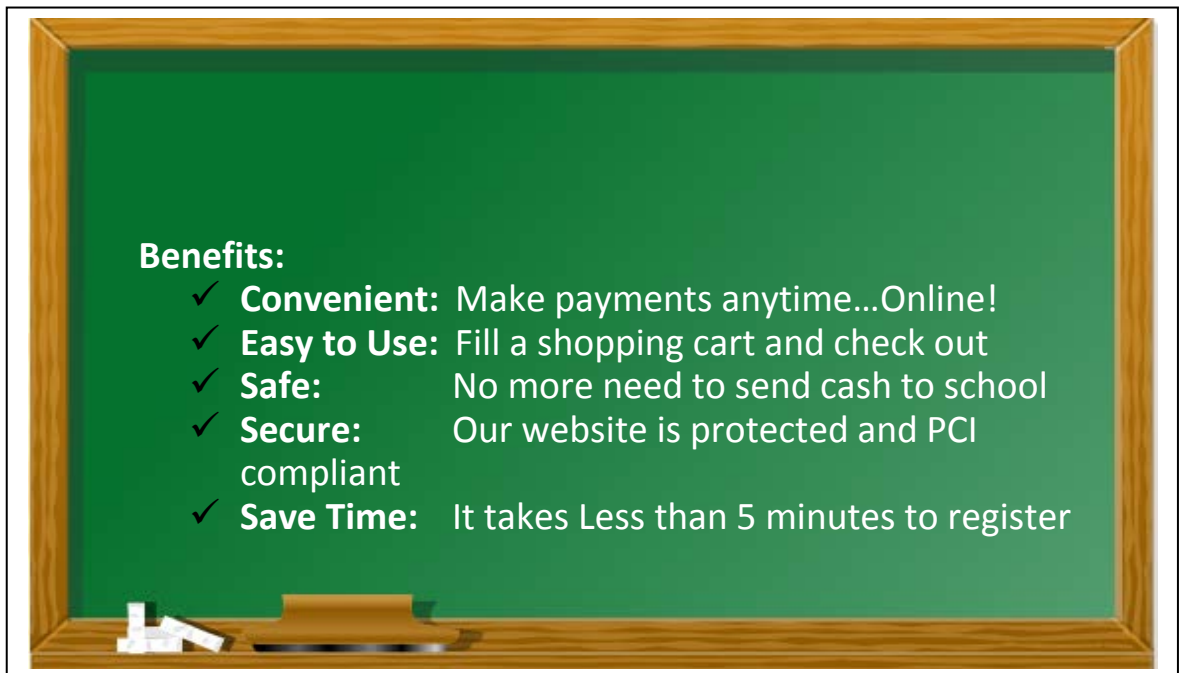 Benefits:
✓ Convenient: Make payments anytime…Online!
✓ Easy to Use: Fill a shopping cart and check out
✓ Safe: No more need to send cash to school
✓ Secure: Our website is protected and PCI
compliant
✓ Save Time: It takes Less than 5 minutes to register